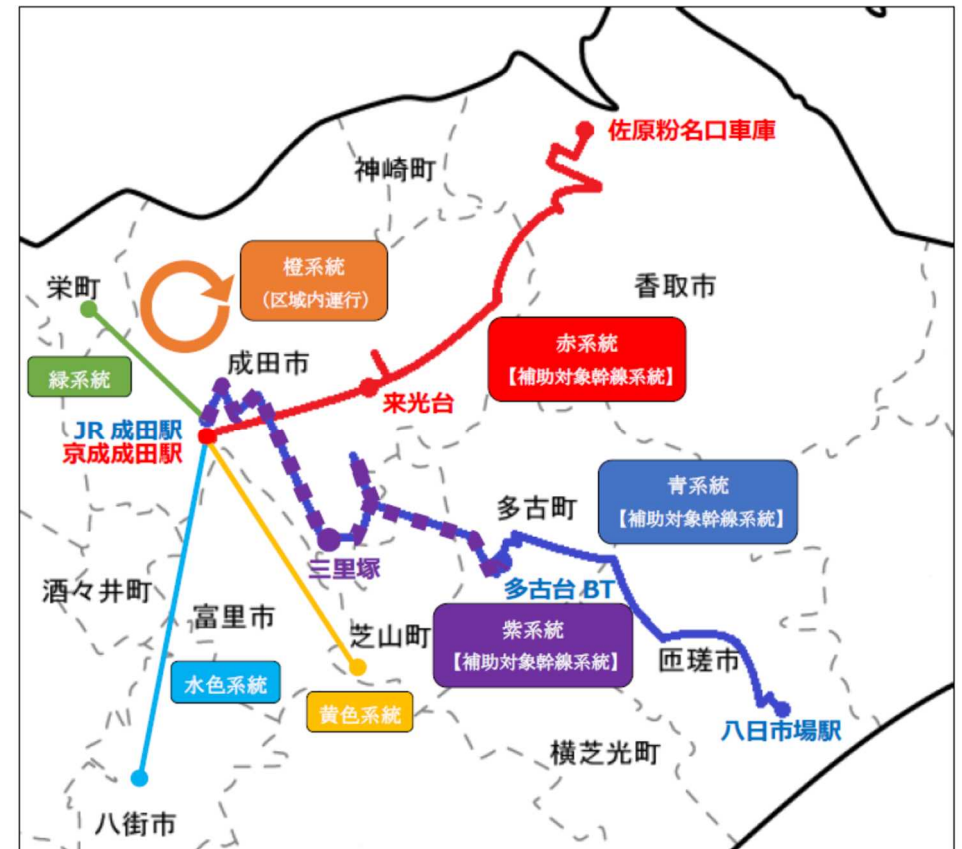 佐原粉名口車庫
神崎町
橙系統
（区域内運行）
栄町
香取市
赤系統
【補助対象幹線系統】
成田市
緑系統
来光台
JR 成田駅
京成成田駅
青系統
【補助対象幹線系統】
多古町
三里塚
多古台 BT
酒々井町
富里市
芝山町
紫系統
【補助対象幹線系統】
匝瑳市
水色系統
黄色系統
八日市場駅
横芝光町
八街市